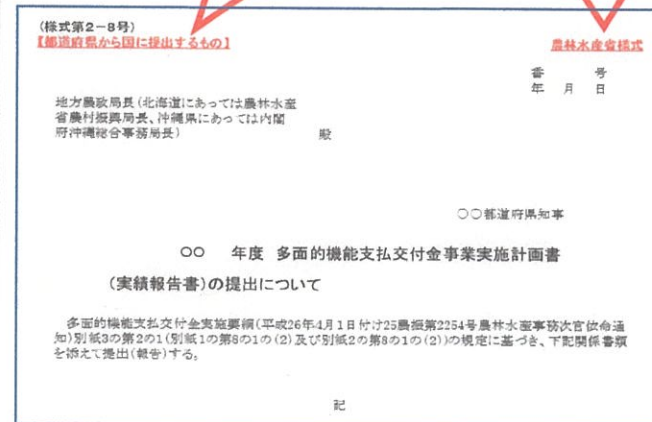 (様式第2-8号)
【都道府県から国に提出するもの】
農林水産省様式
番　　号
年　月　日
地方農政局長(北海道にあっては農林水産
省農村振興局長、沖縄県にあっては内閣
府沖縄総合事務局長)　　　殿
〇〇都道府県知事
〇〇　年度 多面的機能支払交付金事業実施計画書
(実績報告書)の提出について
多面的機能支払交付金実施要綱(平成26年4月1日付け25農振第2254号農林水産事務次官依命通
知)別紙3の第2の1(別紙1の第8の1の(2)及び別紙2の第8の1の(2))の規定に基づき、下記関係書類
を添えて提出(報告)する。
記